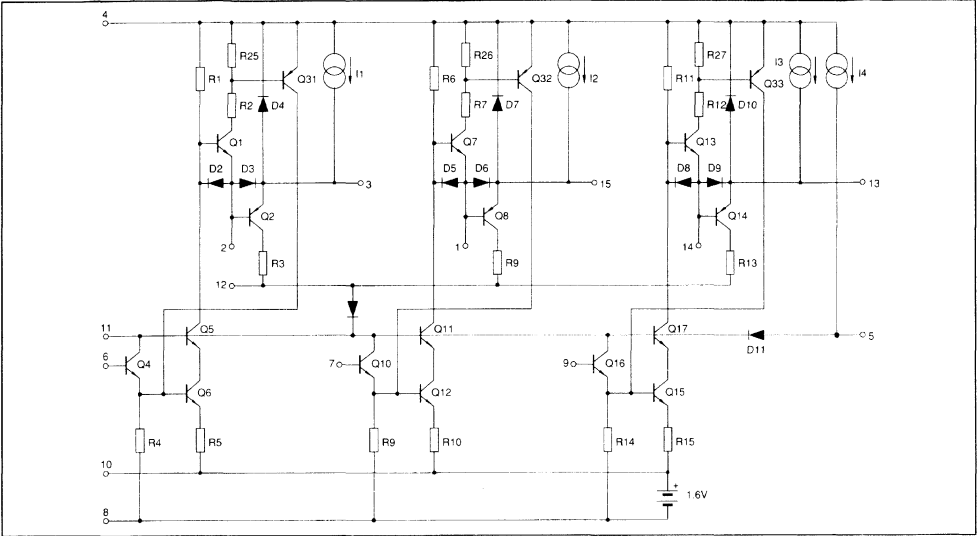 4
R25
R26
R27
I3
R1
Q31
I1
R6
Q32
I2
R11
Q33
I4
R2
D4
R7
D7
R12
D10
Q1
Q7
Q13
D2
D3
3
D5
D6
15
D8
D9
13
Q2
Q8
Q14
2
1
14
R3
R9
R13
12
11
Q5
Q11
Q17
5
6
Q4
7
Q10
9
Q16
D11
Q6
Q12
Q15
R4
R5
R9
R10
R14
R15
10
+
1.6V
8